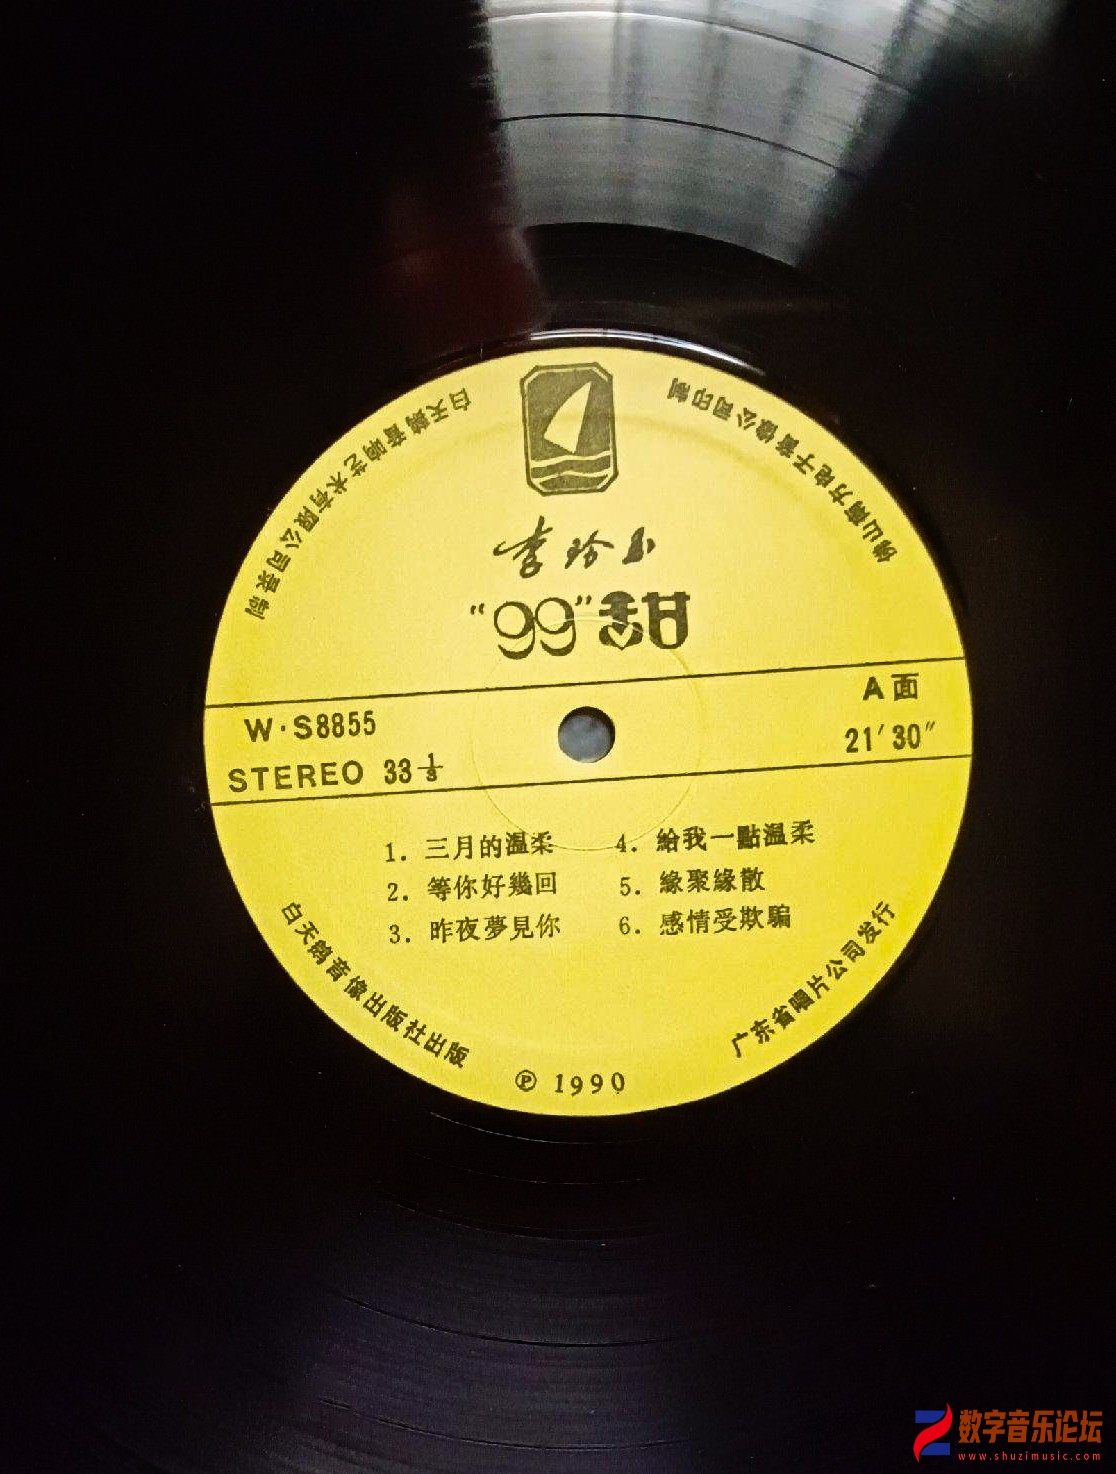 白天鹅音响艺术有限公司录制
佛山南方电子音像公司印制
李玲玉
"99"甜
W·S8855
A面
STEREO 33⅓
21′30″
1. 三月的溫柔
4. 給我一點溫柔
2. 等你好幾回
5. 緣聚緣散
3. 昨夜夢見你
6. 感情受欺騙
白天鹅音像出版社出版
广东省唱片公司发行
Ⓟ 1990
数字音乐论坛
www.shuzimusic.com